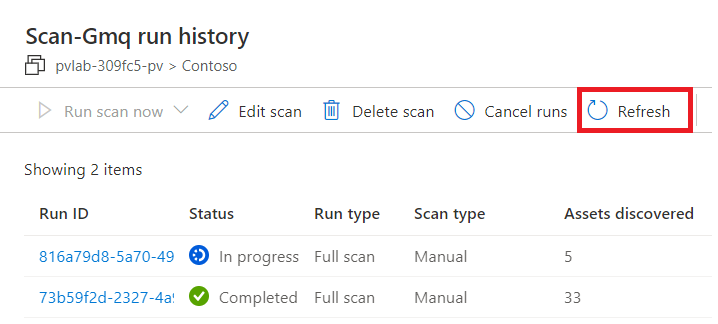 Scan-Gmq run history
pvlab-309fc5-pv > Contoso
Run scan now Edit scan Delete scan Cancel runs Refresh
Showing 2 items
Run ID Status Run type Scan type Assets discovered
816a79d8-5a70-49 In progress Full scan Manual 5
73b59f2d-2327-4a9 Completed Full scan Manual 33